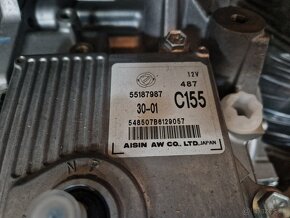 12V
487
55187987
30-01 C155
548507B6129057
AISIN AW CO., LTD. JAPAN
N